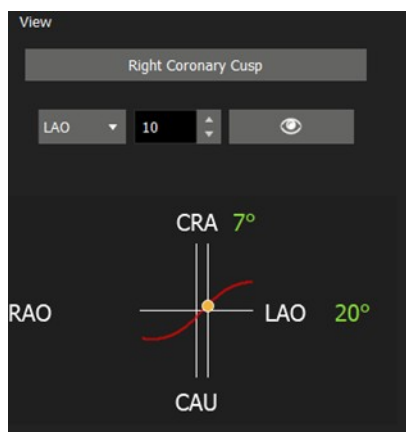 View
Right Coronary Cusp
LAO 10
CRA 7°
RAO LAO 20°
CAU